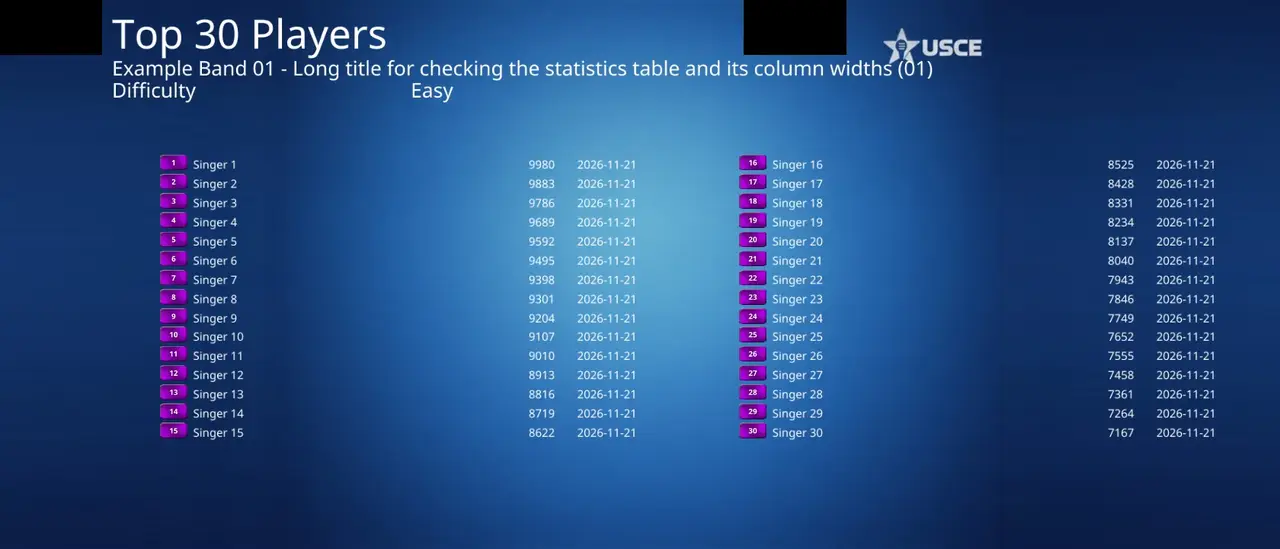 Top 30 Players
USCE
Example Band 01 - Long title for checking the statistics table and its column widths (01)
Difficulty Easy
1 Singer 1 9980 2026-11-21
2 Singer 2 9883 2026-11-21
3 Singer 3 9786 2026-11-21
4 Singer 4 9689 2026-11-21
5 Singer 5 9592 2026-11-21
6 Singer 6 9495 2026-11-21
7 Singer 7 9398 2026-11-21
8 Singer 8 9301 2026-11-21
9 Singer 9 9204 2026-11-21
10 Singer 10 9107 2026-11-21
11 Singer 11 9010 2026-11-21
12 Singer 12 8913 2026-11-21
13 Singer 13 8816 2026-11-21
14 Singer 14 8719 2026-11-21
15 Singer 15 8622 2026-11-21
16 Singer 16 8525 2026-11-21
17 Singer 17 8428 2026-11-21
18 Singer 18 8331 2026-11-21
19 Singer 19 8234 2026-11-21
20 Singer 20 8137 2026-11-21
21 Singer 21 8040 2026-11-21
22 Singer 22 7943 2026-11-21
23 Singer 23 7846 2026-11-21
24 Singer 24 7749 2026-11-21
25 Singer 25 7652 2026-11-21
26 Singer 26 7555 2026-11-21
27 Singer 27 7458 2026-11-21
28 Singer 28 7361 2026-11-21
29 Singer 29 7264 2026-11-21
30 Singer 30 7167 2026-11-21